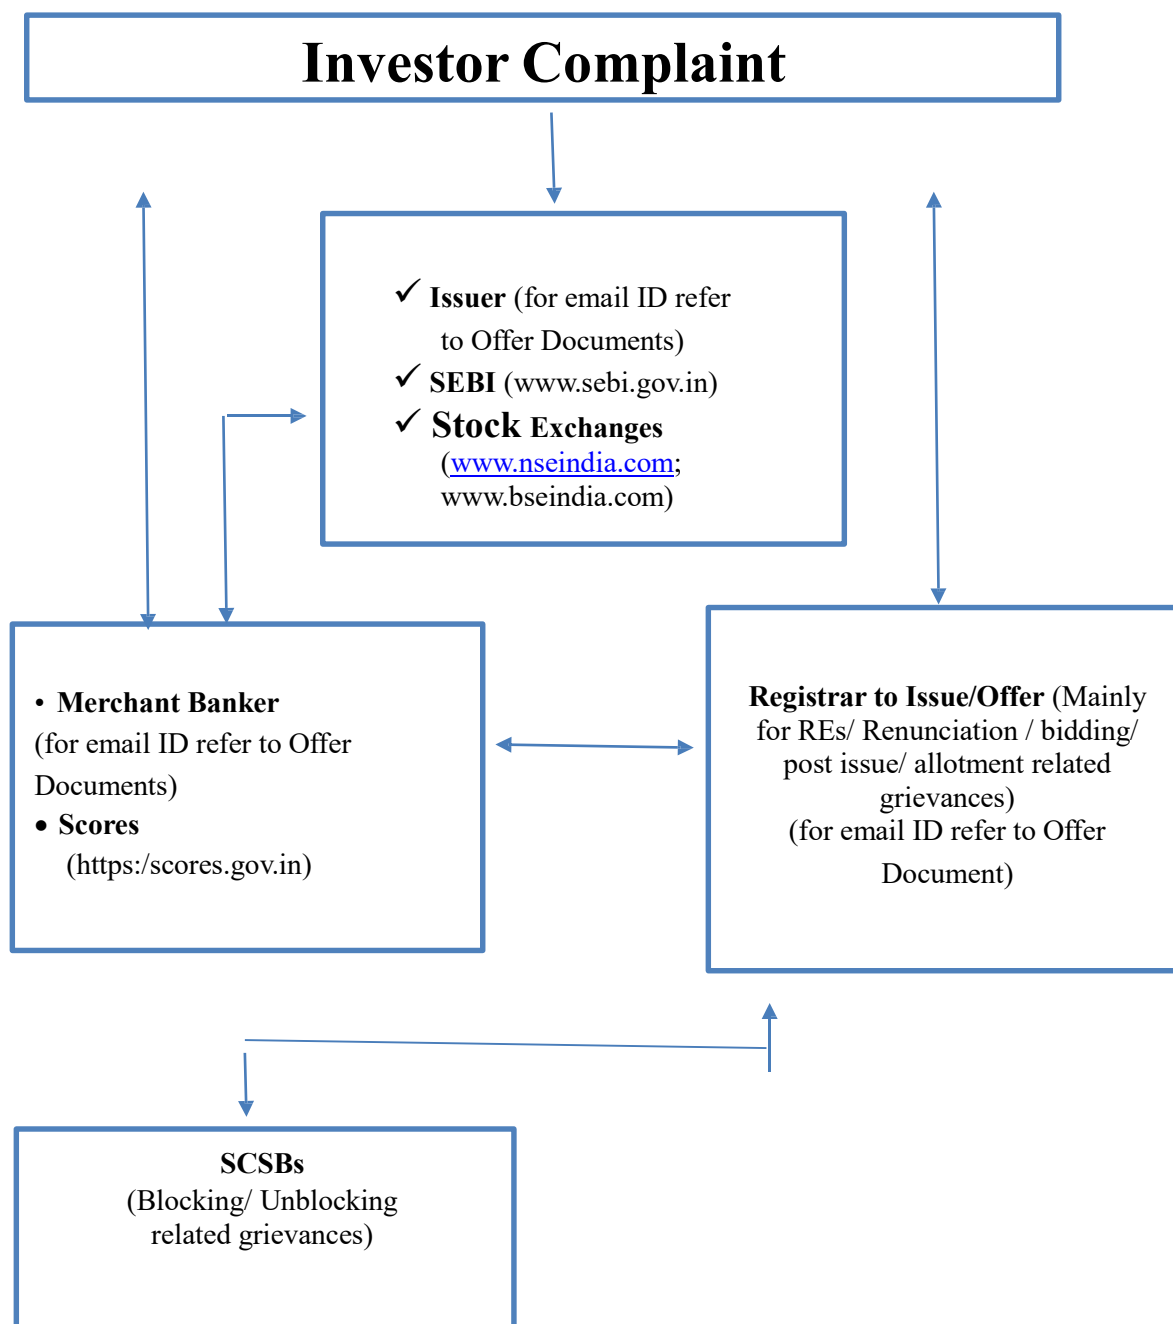 Investor Complaint
✓ Issuer (for email ID refer
to Offer Documents)
✓ SEBI (www.sebi.gov.in)
✓ Stock Exchanges
(www.nseindia.com;
www.bseindia.com)
• Merchant Banker
(for email ID refer to Offer
Documents)
• Scores
(https:/scores.gov.in)
Registrar to Issue/Offer (Mainly
for REs/ Renunciation / bidding/
post issue/ allotment related
grievances)
(for email ID refer to Offer
Document)
SCSBs
(Blocking/ Unblocking
related grievances)